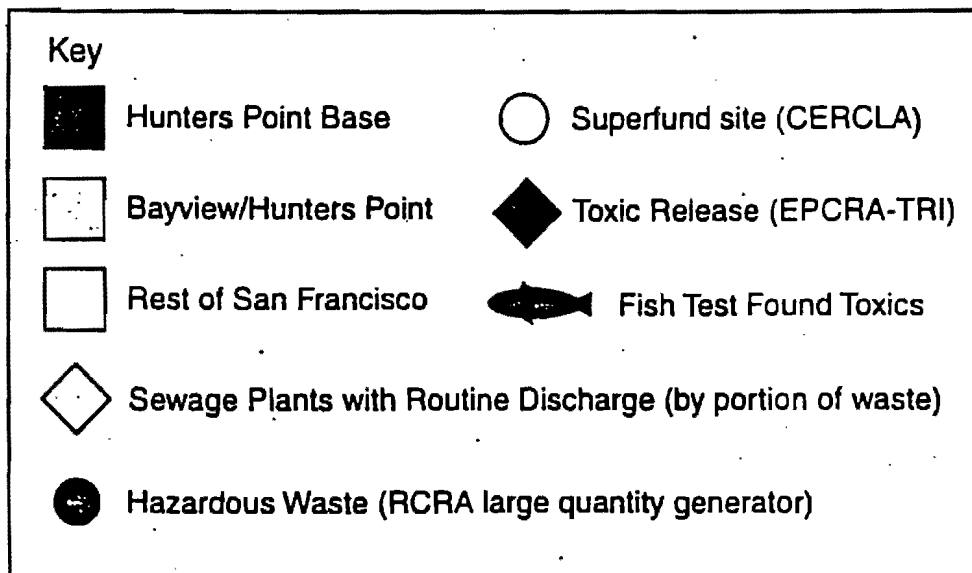 Key
Hunters Point Base
Superfund site (CERCLA)
Bayview/Hunters Point
Toxic Release (EPCRA-TRI)
Rest of San Francisco
Fish Test Found Toxics
Sewage Plants with Routine Discharge (by portion of waste)
Hazardous Waste (RCRA large quantity generator)